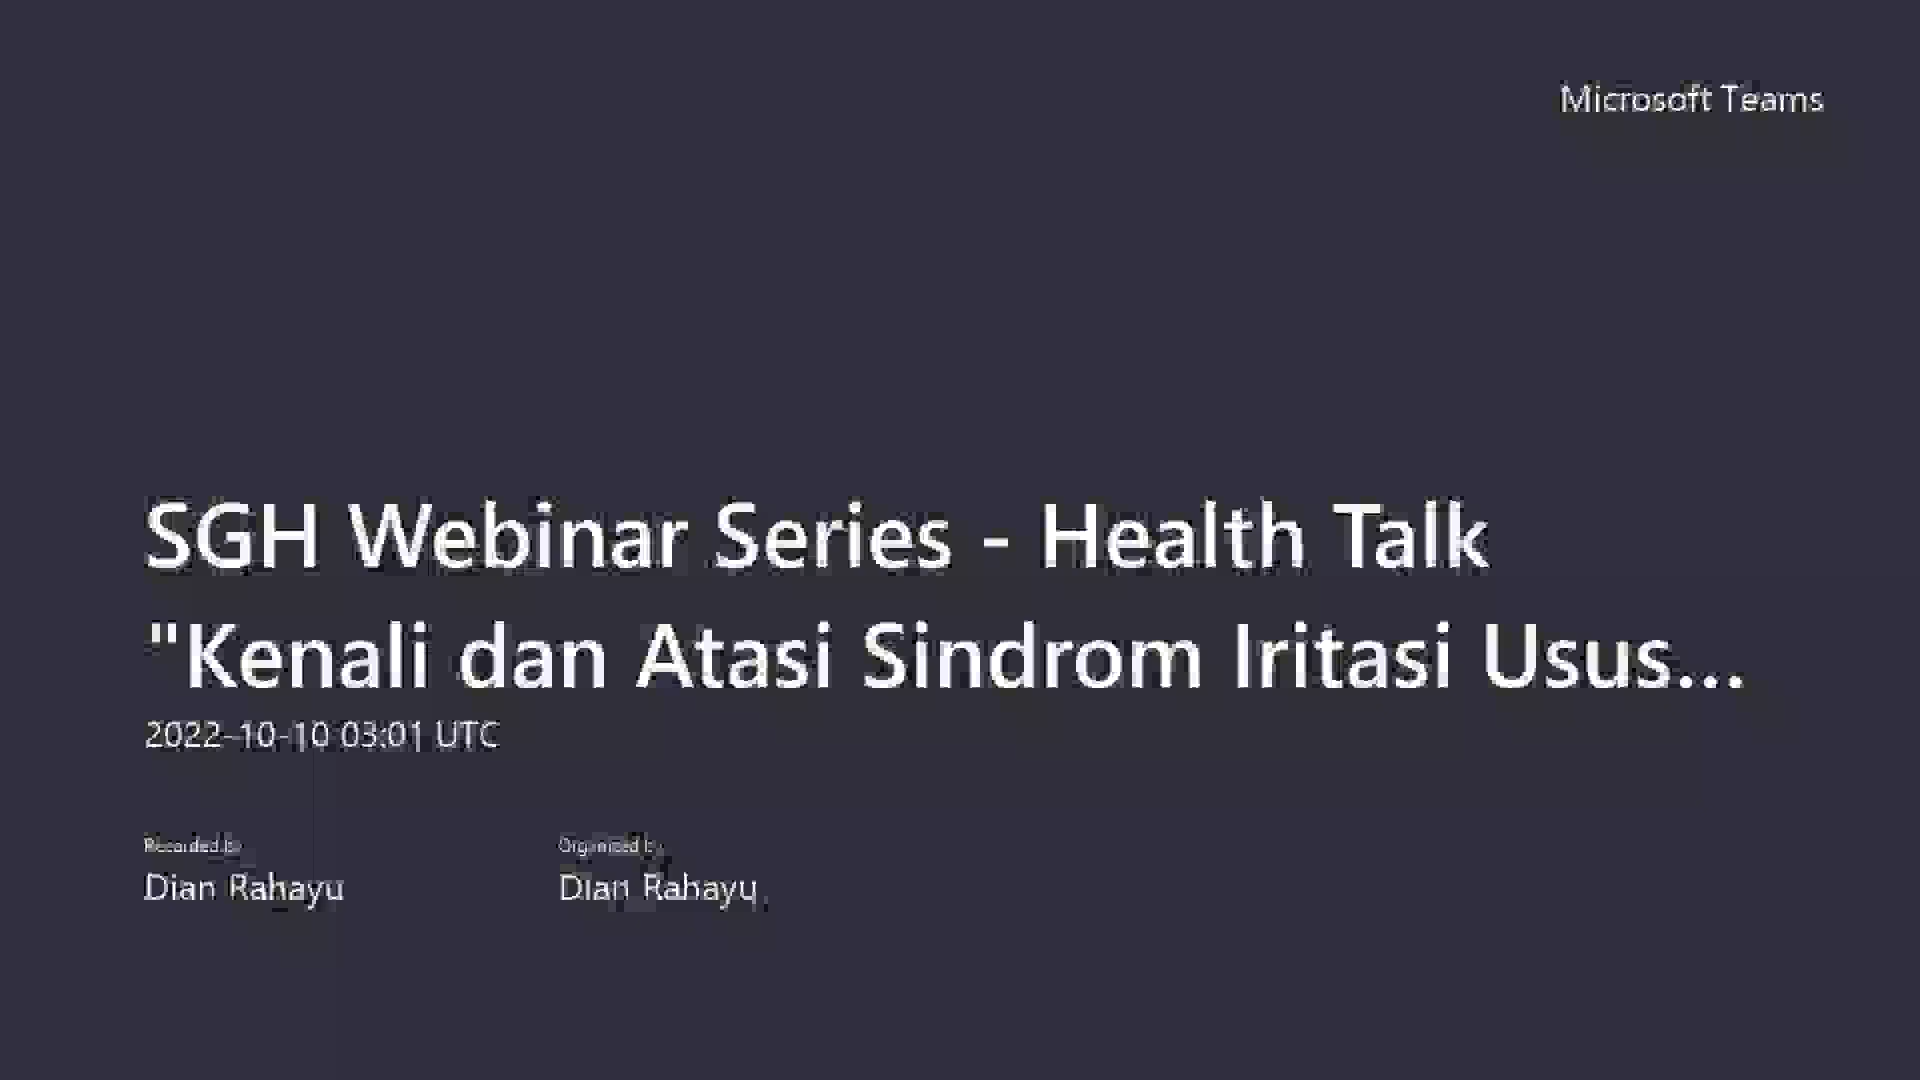 Microsoft Teams
SGH Webinar Series - Health Talk
"Kenali dan Atasi Sindrom Iritasi Usus...
2022-10-10 03:01 UTC
Recorded by
Organized by
Dian Rahayu
Dian Rahayu